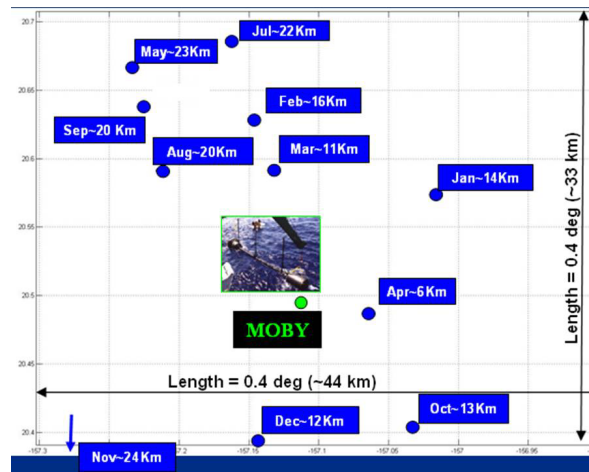 20.7
Jul~22Km
May~23Km
20.65
Feb~16Km
Sep~20 Km
Aug~20Km
Mar~11Km
20.6
Jan~14Km
20.55
20.5
Apr~6Km
MOBY
20.45
Length = 0.4 deg (~33 km)
Length = 0.4 deg (~44 km)
Oct~13Km
Dec~12Km
20.4
Nov~24Km
-157.3 -157.2 -157.15 -157.1 -157.05 -157 -156.95